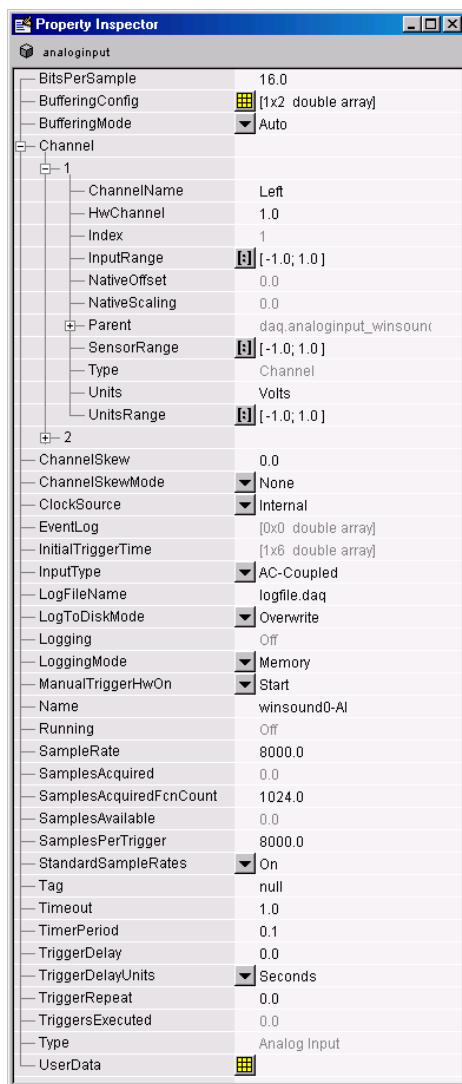 Property Inspector
analoginput
BitsPerSample 16.0
BufferingConfig [1x2 double array]
BufferingMode Auto
Channel
1
ChannelName Left
HwChannel 1.0
Index 1
InputRange [:] [ -1.0; 1.0 ]
NativeOffset 0.0
NativeScaling 0.0
Parent daq.analoginput_winsound
SensorRange [:] [ -1.0; 1.0 ]
Type Channel
Units Volts
UnitsRange [:] [ -1.0; 1.0 ]
2
ChannelSkew 0.0
ChannelSkewMode None
ClockSource Internal
EventLog [0x0 double array]
InitialTriggerTime [1x6 double array]
InputType AC-Coupled
LogFileName logfile.daq
LogToDiskMode Overwrite
Logging Off
LoggingMode Memory
ManualTriggerHwOn Start
Name winsound0-AI
Running Off
SampleRate 8000.0
SamplesAcquired 0.0
SamplesAcquiredFcnCount 1024.0
SamplesAvailable 0.0
SamplesPerTrigger 8000.0
StandardSampleRates On
Tag null
Timeout 1.0
TimerPeriod 0.1
TriggerDelay 0.0
TriggerDelayUnits Seconds
TriggerRepeat 0.0
TriggersExecuted 0.0
Type Analog Input
UserData